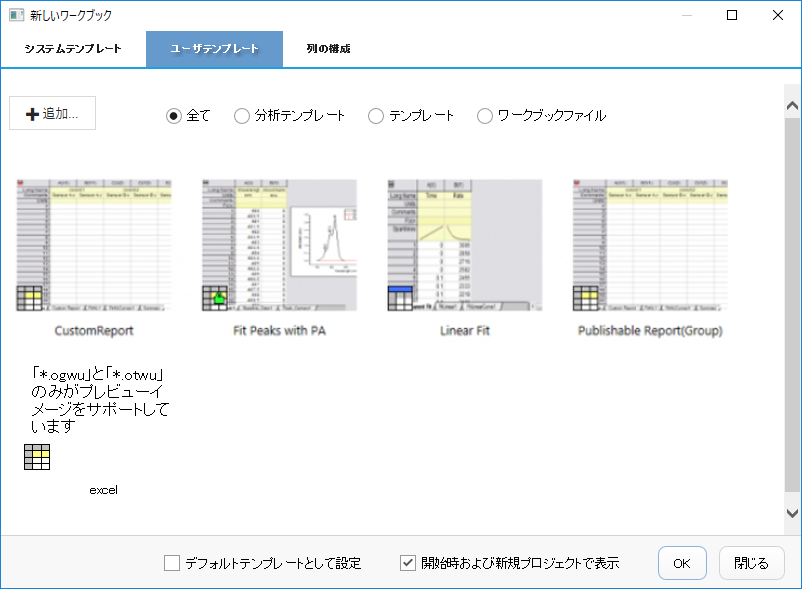 新しいワークブック
システムテンプレート ユーザテンプレート 列の構成
追加... 全て 分析テンプレート テンプレート ワークブックファイル
CustomReport Fit Peaks with PA Linear Fit Publishable Report(Group)
「*.ogwu」と「*.otwu」
のみがプレビューイ
メージをサポートして
います
excel
デフォルトテンプレートとして設定 開始時および新規プロジェクトで表示 OK 閉じる